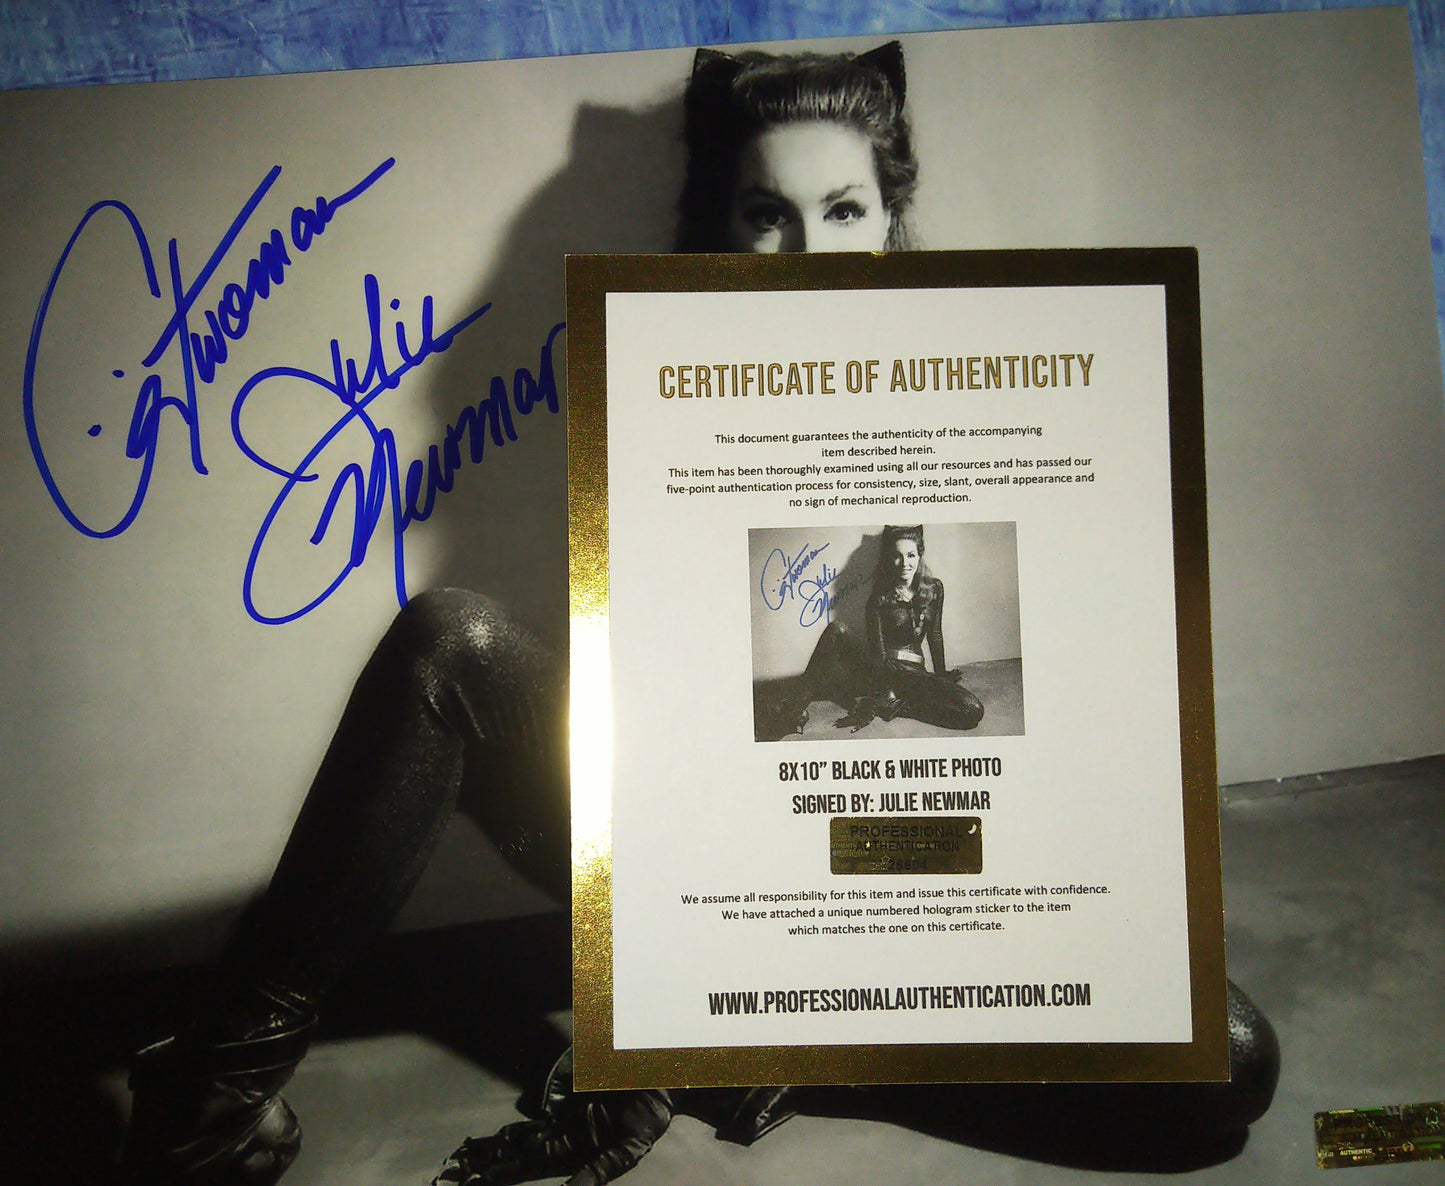 Catwoman
Julie
Newmar
CERTIFICATE OF AUTHENTICITY
This document guarantees the authenticity of the accompanying
item described herein.
This item has been thoroughly examined using all our resources and has passed our
five-point authentication process for consistency, size, slant, overall appearance and
no sign of mechanical reproduction.
Catwoman
Julie
Newmar
8X10” BLACK & WHITE PHOTO
SIGNED BY: JULIE NEWMAR
PROFESSIONAL
AUTHENTICATION
We assume all responsibility for this item and issue this certificate with confidence.
We have attached a unique numbered hologram sticker to the item
which matches the one on this certificate.
WWW.PROFESSIONALAUTHENTICATION.COM
AUTHENTIC